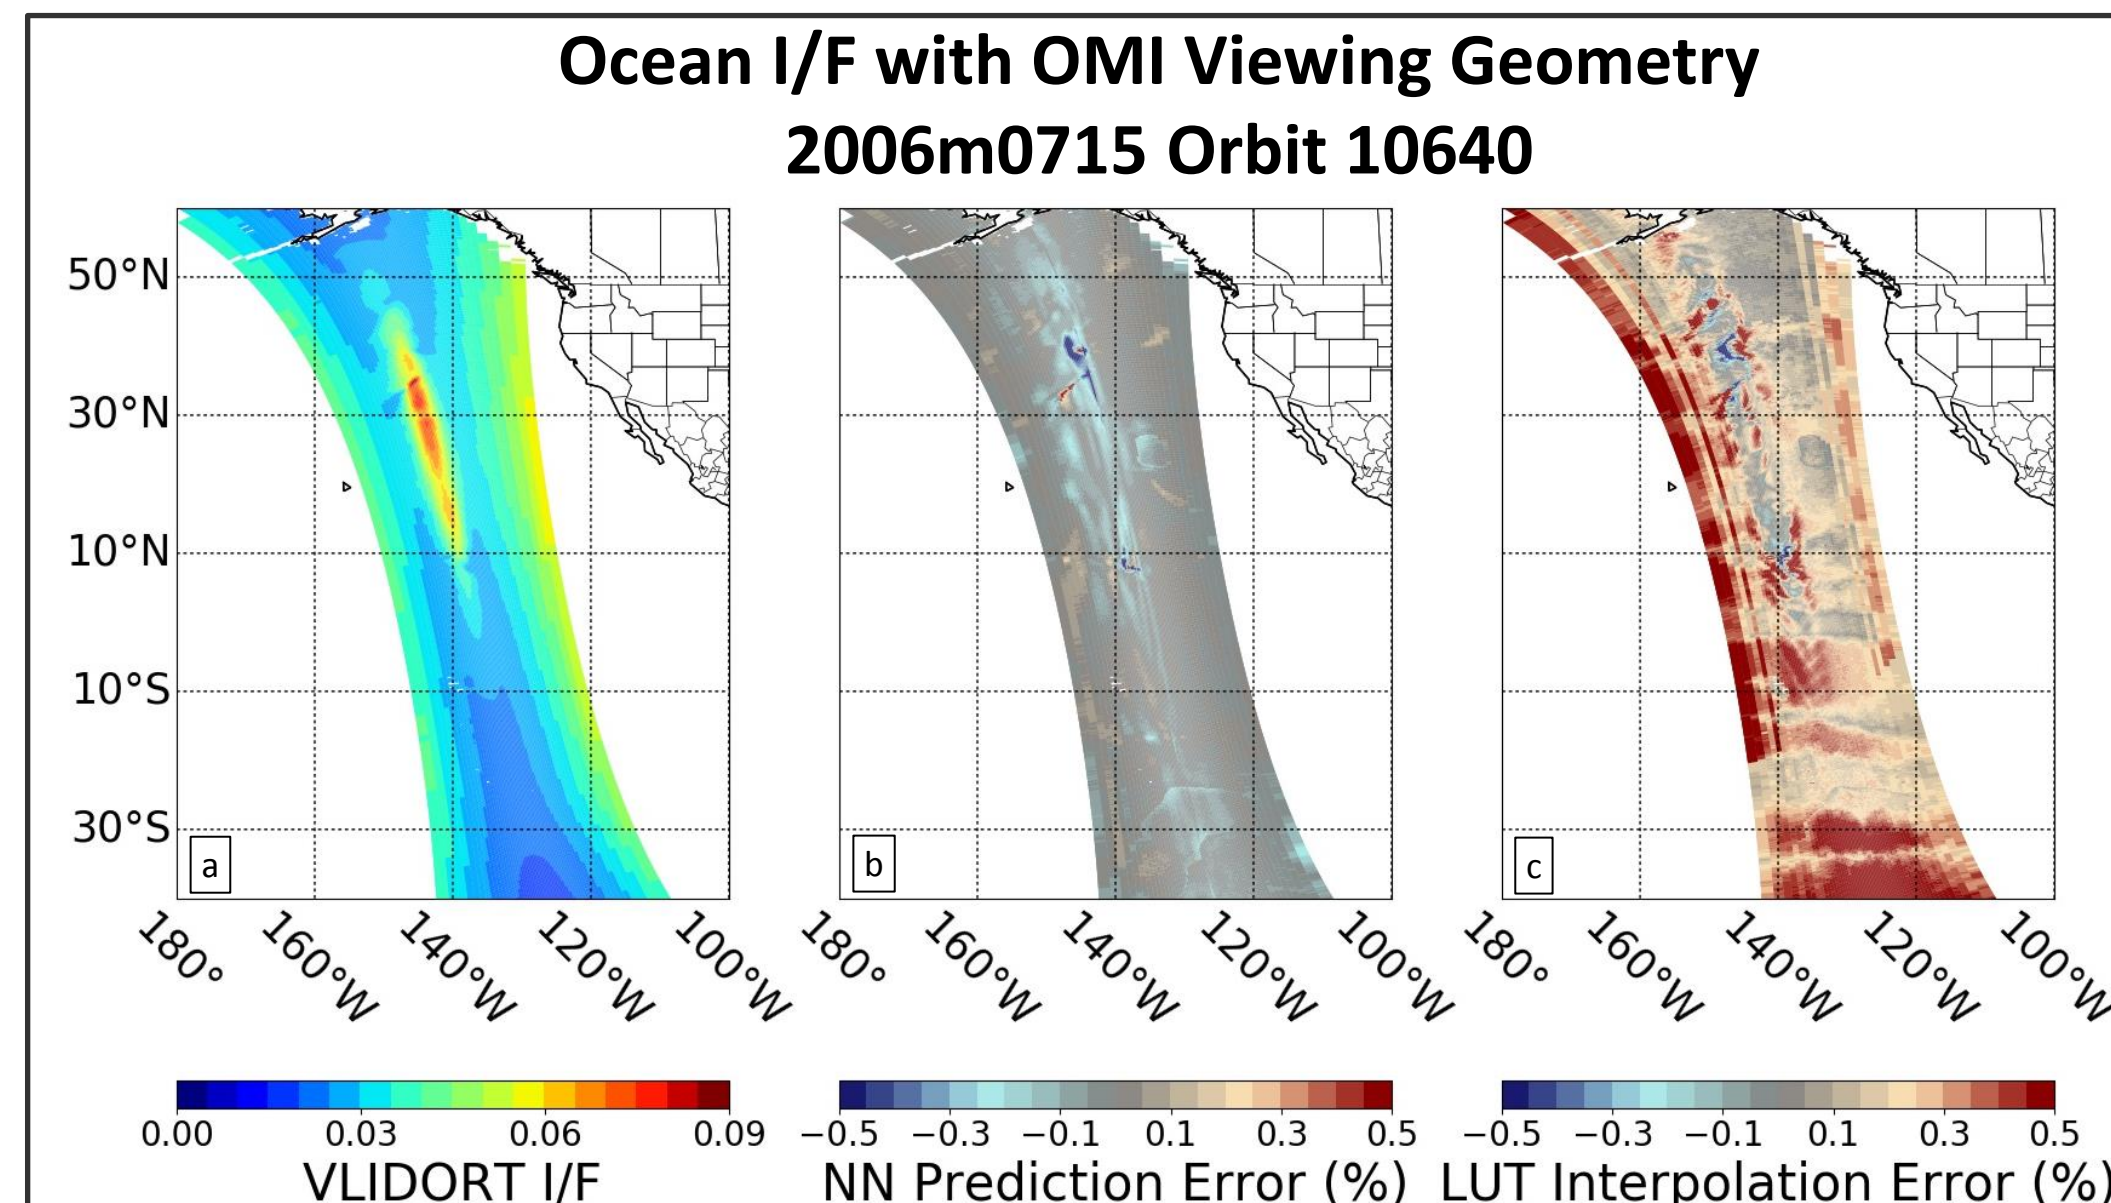 Ocean I/F with OMI Viewing Geometry
2006m0715 Orbit 10640
50°N
30°N
10°N
10°S
30°S
a
b
c
180° 160°W 140°W 120°W 100°W
180° 160°W 140°W 120°W 100°W
180° 160°W 140°W 120°W 100°W
0.00 0.03 0.06 0.09
VLIDORT I/F
−0.5 −0.3 −0.1 0.1 0.3 0.5
NN Prediction Error (%)
−0.5 −0.3 −0.1 0.1 0.3 0.5
LUT Interpolation Error (%)